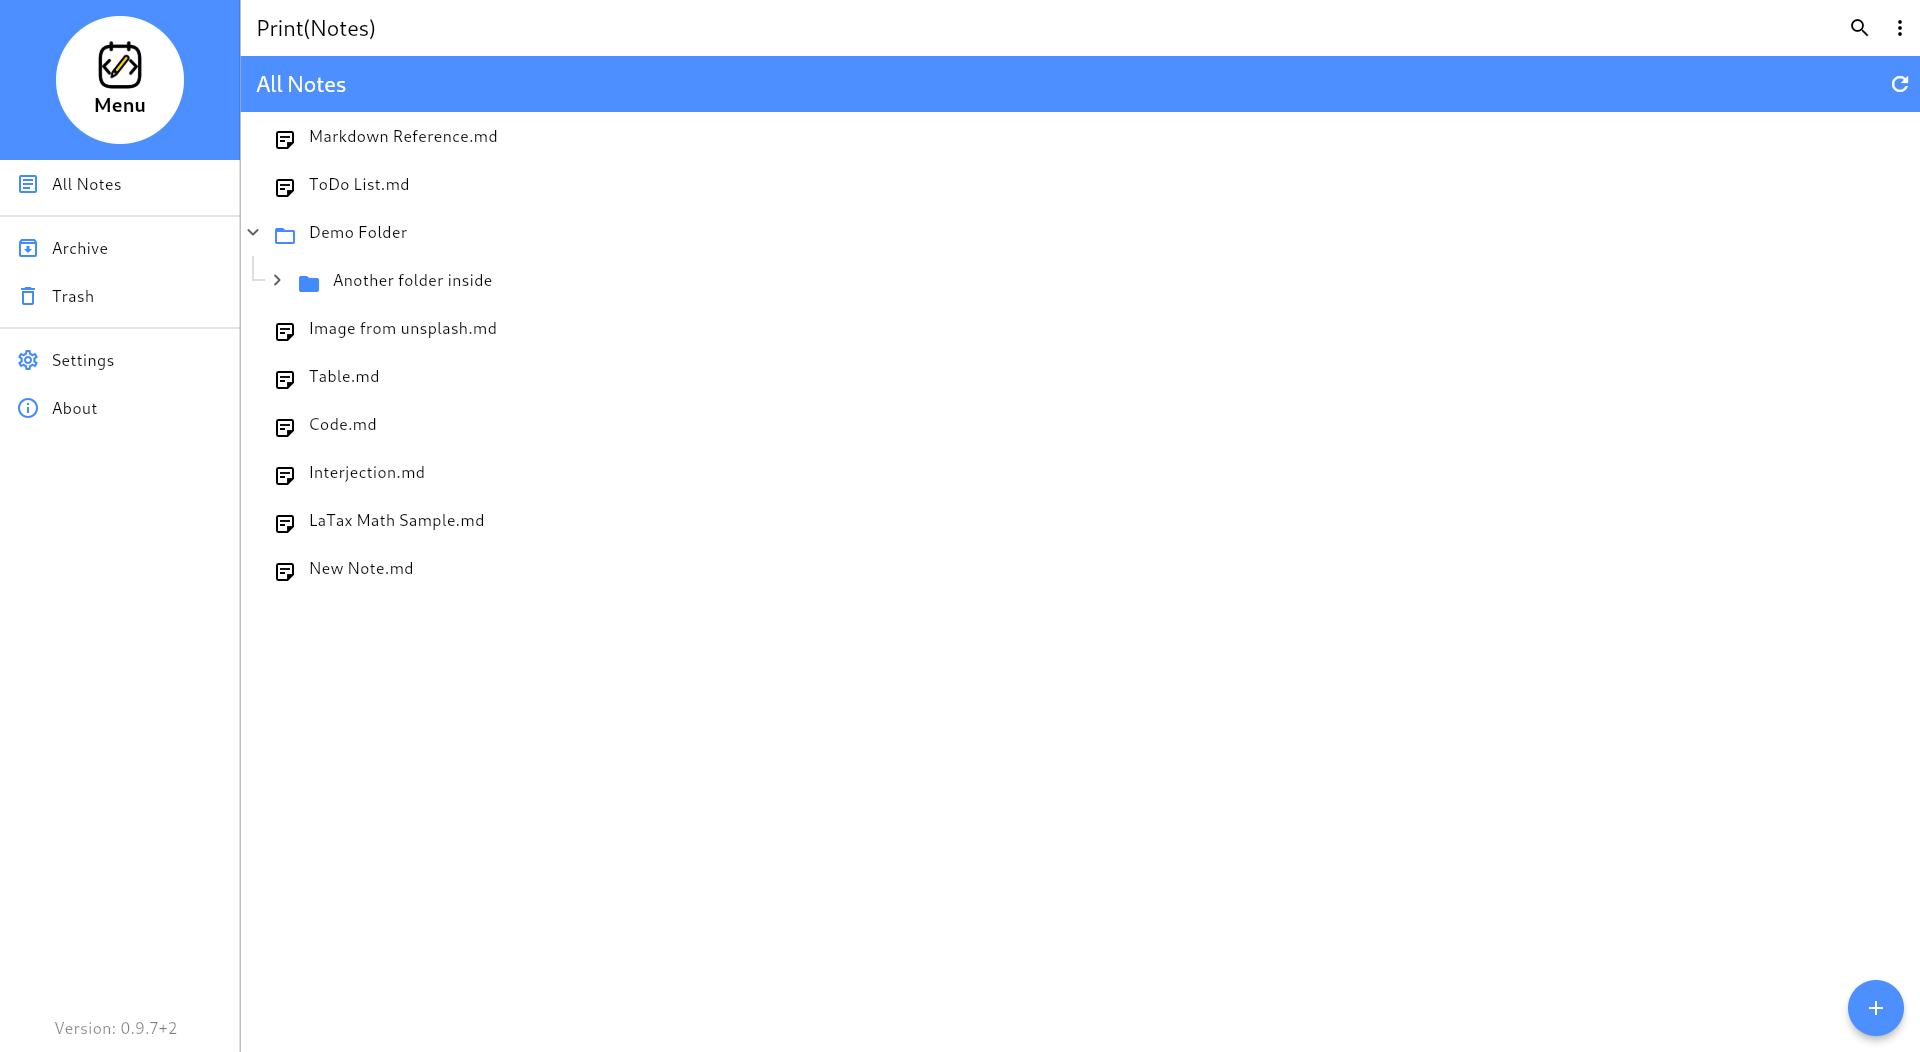 Menu
All Notes
Archive
Trash
Settings
About
Version: 0.9.7+2
Print(Notes)
All Notes
Markdown Reference.md
ToDo List.md
Demo Folder
Another folder inside
Image from unsplash.md
Table.md
Code.md
Interjection.md
LaTax Math Sample.md
New Note.md